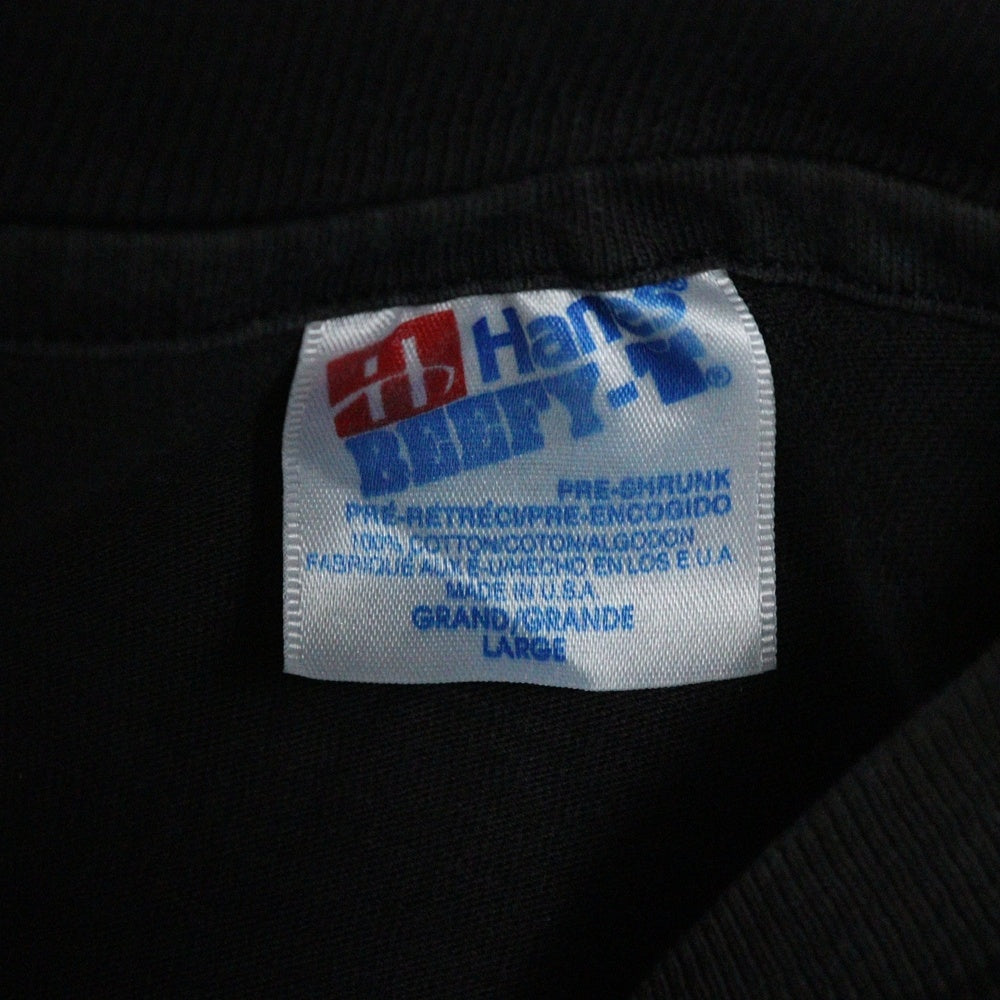 Hanes®
BEEFY-T®
PRE-SHRUNK
PRÉ-RÉTRÉCI/PRE-ENCOGIDO
100% COTTON/COTON/ALGODON
FABRIQUÉ AUX É-U/HECHO EN LOS E U A
MADE IN U.S.A.
GRAND/GRANDE
LARGE